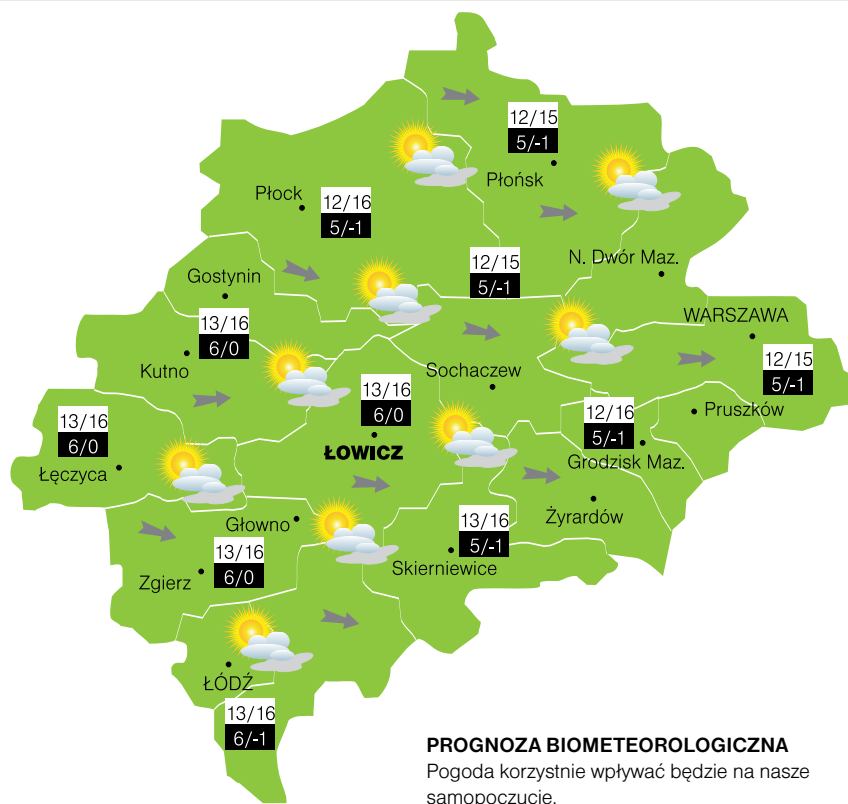 12/15
5/-1
Płońsk
Płock
12/16
5/-1
12/15
5/-1
N. Dwór Maz.
Gostynin
13/16
6/0
Kutno
WARSZAWA
12/15
5/-1
Sochaczew
13/16
6/0
ŁOWICZ
13/16
6/0
Łęczyca
12/16
5/-1
Pruszków
Grodzisk Maz.
Żyrardów
Głowno
13/16
5/-1
Skierniewice
13/16
6/0
Zgierz
ŁÓDŹ
13/16
6/-1
PROGNOZA BIOMETEOROLOGICZNA
Pogoda korzystnie wpływać będzie na nasze
samopoczucie.